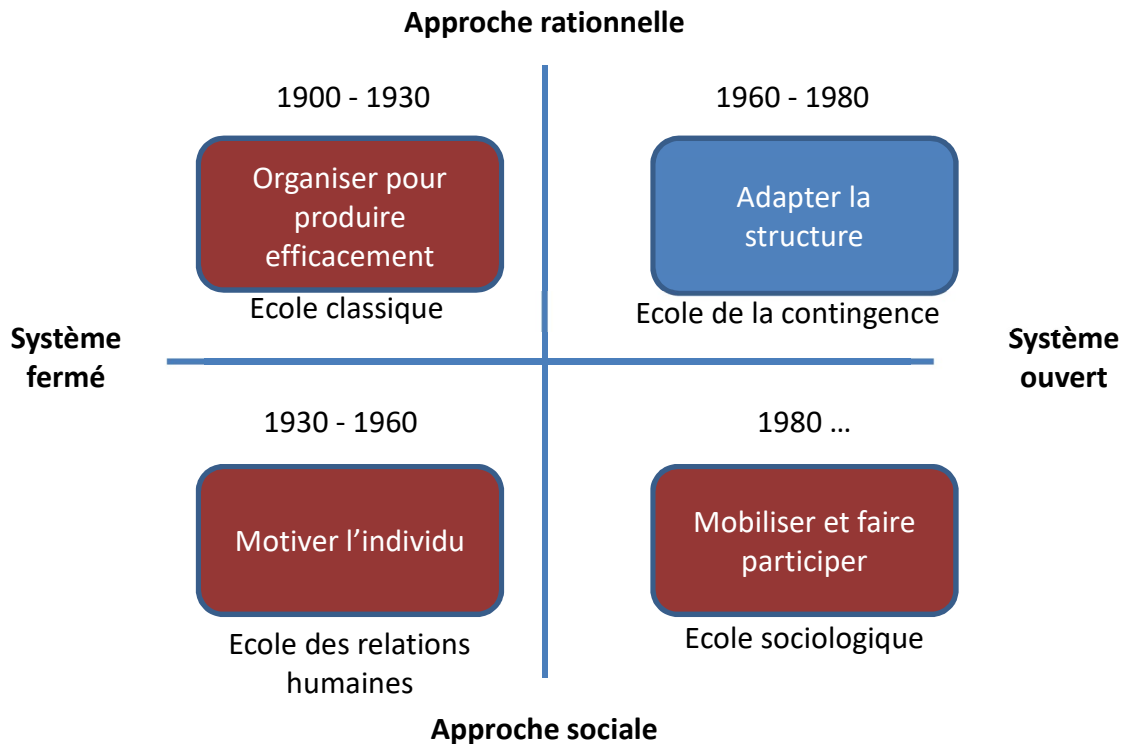 Approche rationnelle
1900 - 1930
Organiser pour
produire
efficacement
Ecole classique
1960 - 1980
Adapter la
structure
Ecole de la contingence
Système
fermé
Système
ouvert
1930 - 1960
Motiver l’individu
Ecole des relations
humaines
1980 ...
Mobiliser et faire
participer
Ecole sociologique
Approche sociale